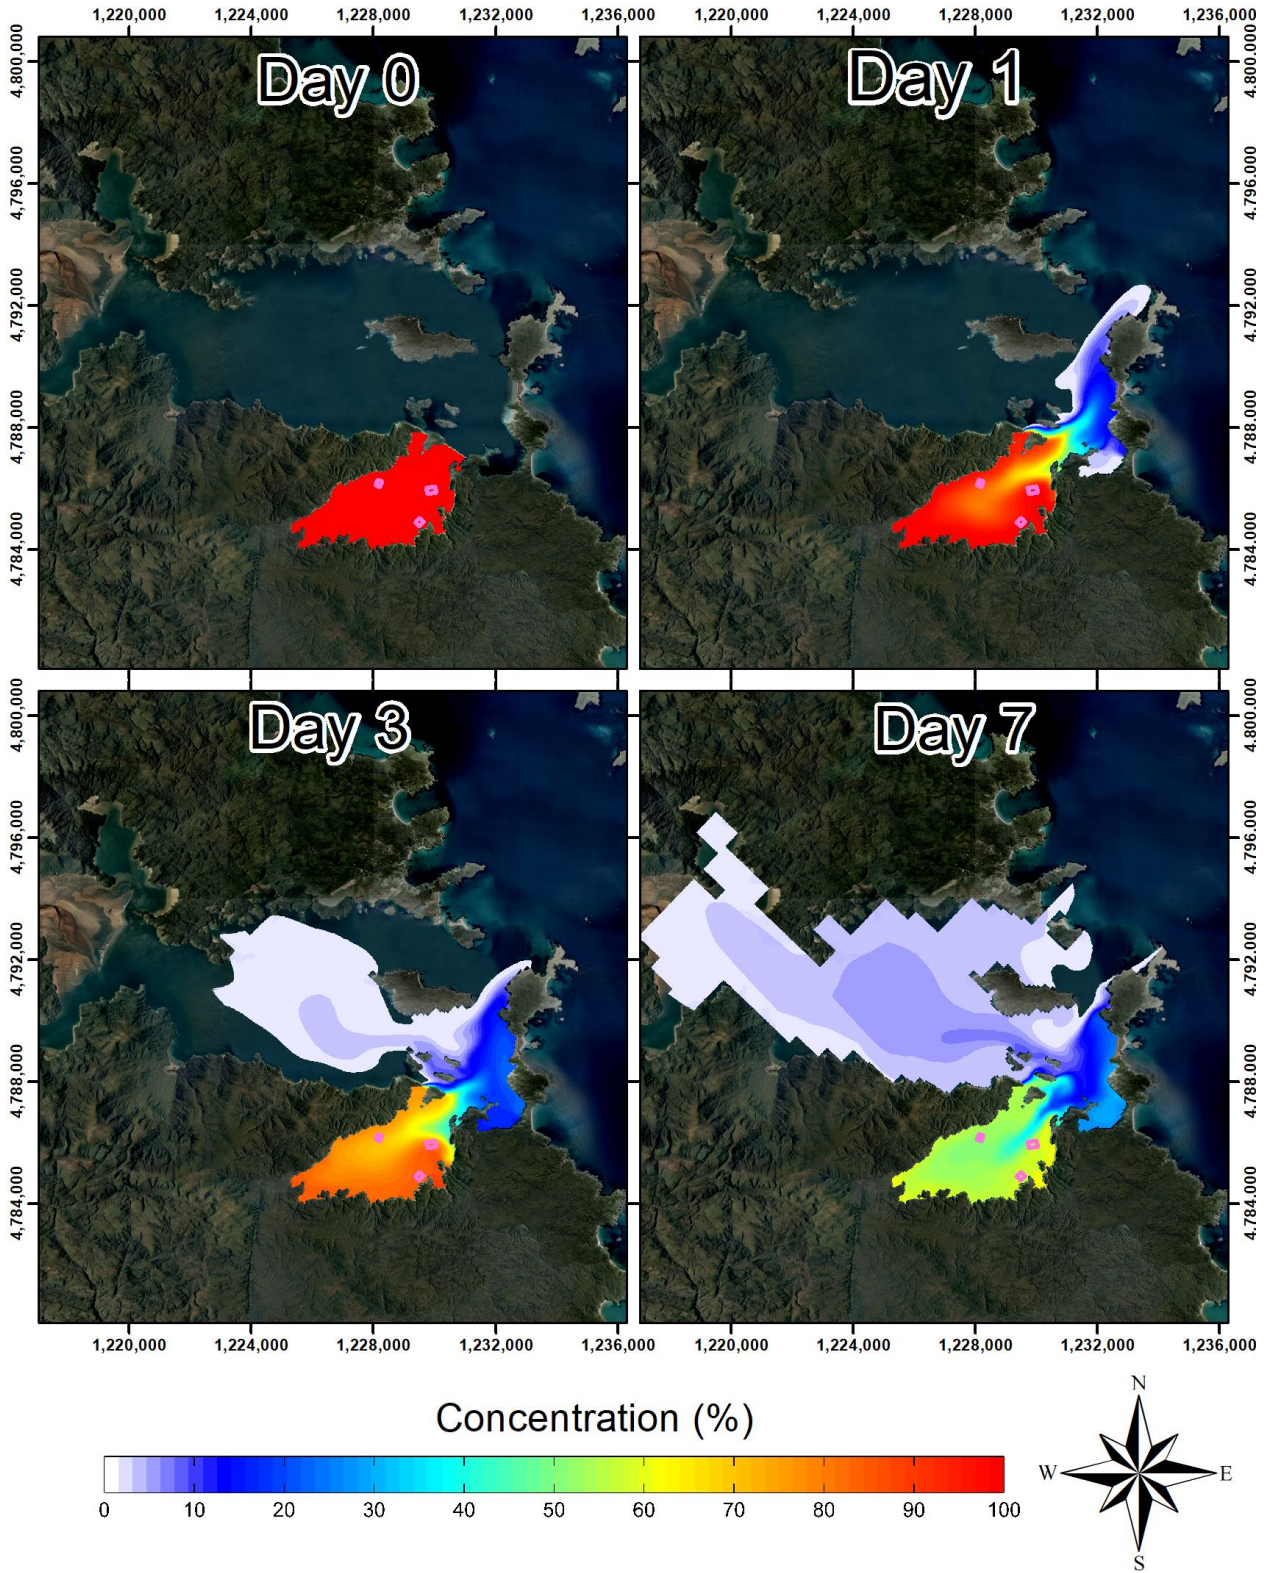 1,220,000 1,224,000 1,228,000 1,232,000 1,236,000 1,220,000 1,224,000 1,228,000 1,232,000 1,236,000
Day 0 Day 1
4,800,000 4,800,000
4,796,000 4,796,000
4,792,000 4,792,000
4,788,000 4,788,000
4,784,000 4,784,000
Day 3 Day 7
4,800,000 4,800,000
4,796,000 4,796,000
4,792,000 4,792,000
4,788,000 4,788,000
4,784,000 4,784,000
1,220,000 1,224,000 1,228,000 1,232,000 1,236,000 1,220,000 1,224,000 1,228,000 1,232,000 1,236,000
Concentration (%)
0 10 20 30 40 50 60 70 80 90 100
N
W E
S